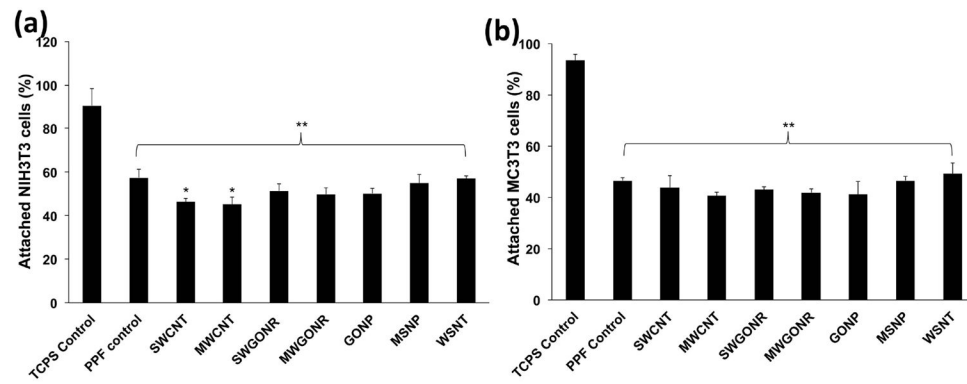 (a)
Attached NIH3T3 cells (%)
120
100
80
60
40
20
0
**
*
*
TCPS Control
PPF control
SWCNT
MWCNT
SWGONR
MWGONR
GONP
MSNP
WSNT
(b)
Attached MC3T3 cells (%)
100
80
60
40
20
0
**
TCPS Control
PPF Control
SWCNT
MWCNT
SWGONR
MWGONR
GONP
MSNP
WSNT